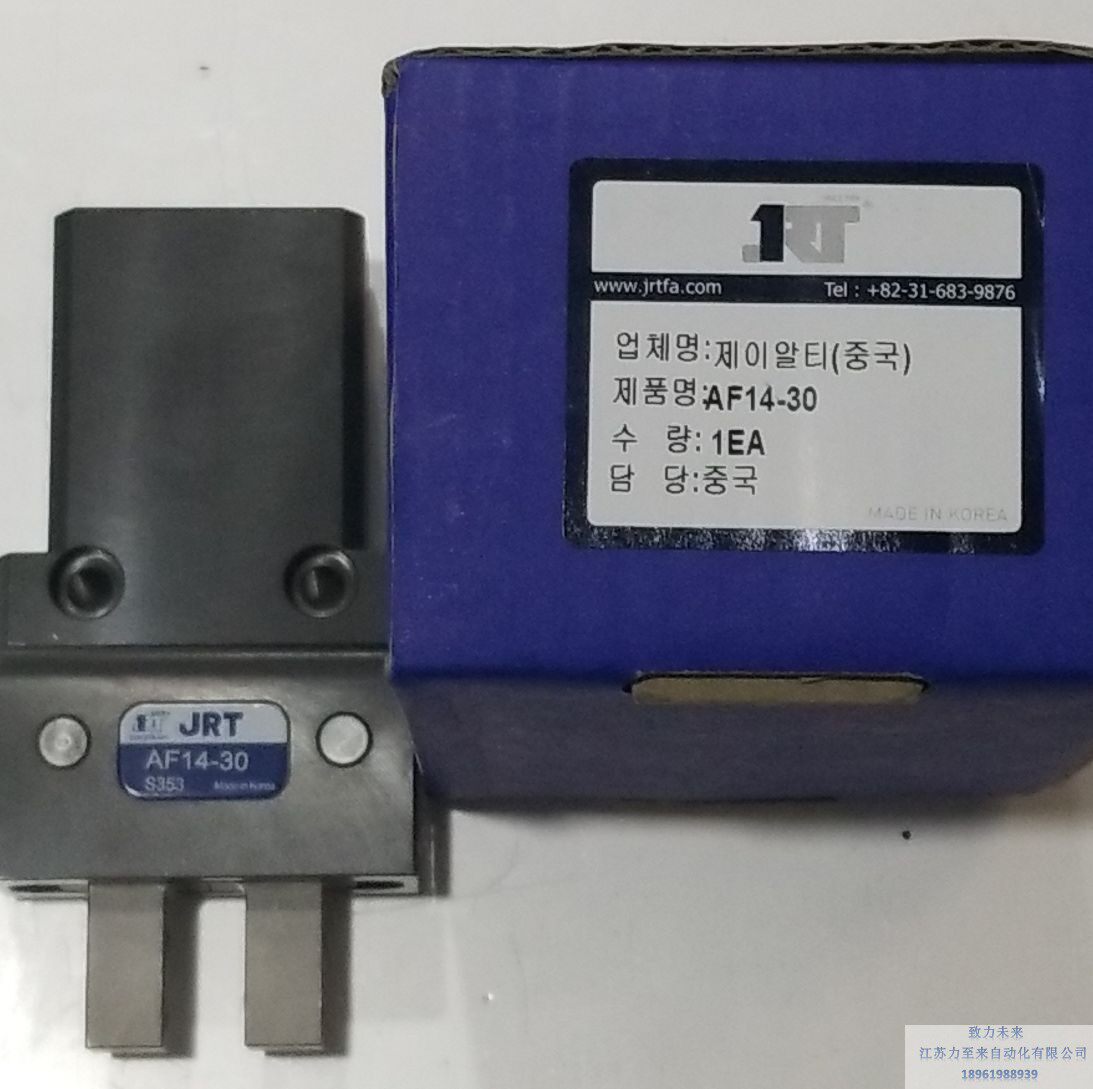 JRT
www.jrtfa.com Tel : +82-31-683-9876
업체명:제이알티(중국)
제품명:AF14-30
수 량: 1EA
담 당:중국
MADE IN KOREA
JRT
AF14-30
S353 Made in Korea
致力未来
江苏力至来自动化有限公司
18961988939